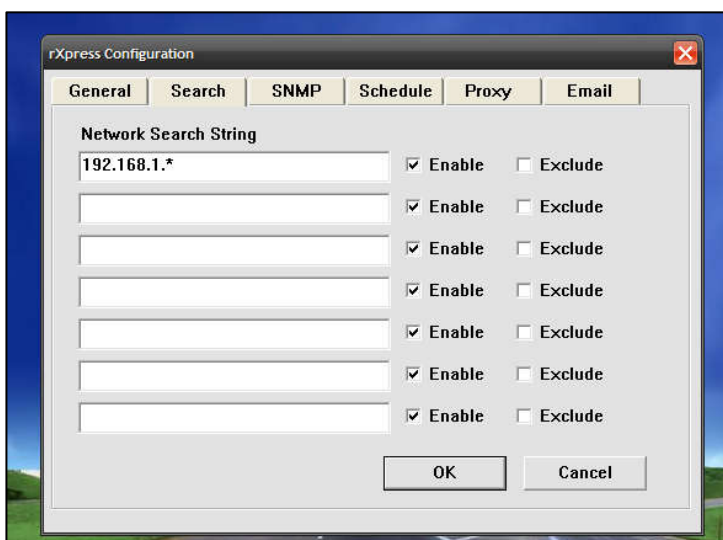 rXpress Configuration
General Search SNMP Schedule Proxy Email
Network Search String
192.168.1.* Enable Exclude
Enable Exclude
Enable Exclude
Enable Exclude
Enable Exclude
Enable Exclude
Enable Exclude
OK Cancel